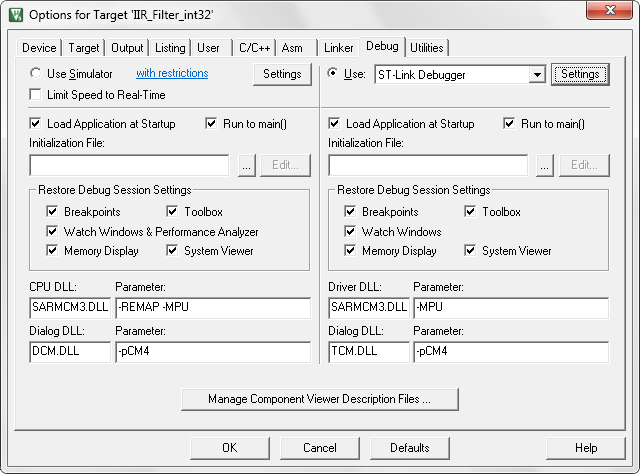 Options for Target 'IIR_Filter_int32'
Device Target Output Listing User C/C++ Asm Linker Debug Utilities
Use Simulator with restrictions Settings
Limit Speed to Real-Time
Use: ST-Link Debugger Settings
Load Application at Startup Run to main()
Initialization File:
... Edit...
Load Application at Startup Run to main()
Initialization File:
... Edit...
Restore Debug Session Settings
Breakpoints Toolbox
Watch Windows & Performance Analyzer
Memory Display System Viewer
Restore Debug Session Settings
Breakpoints Toolbox
Watch Windows
Memory Display System Viewer
CPU DLL: Parameter:
SARMCM3.DLL -REMAP -MPU
Dialog DLL: Parameter:
DCM.DLL -pCM4
Driver DLL: Parameter:
SARMCM3.DLL -MPU
Dialog DLL: Parameter:
TCM.DLL -pCM4
Manage Component Viewer Description Files ...
OK Cancel Defaults Help